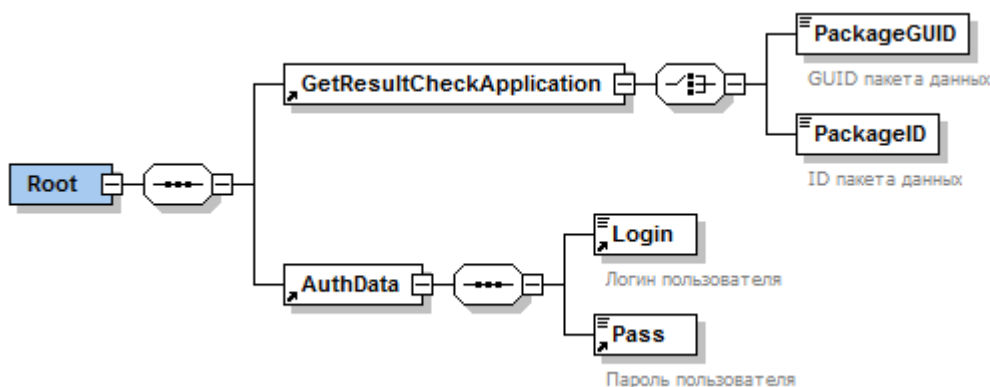 PackageGUID
GUID пакета данных
GetResultCheckApplication
PackageID
ID пакета данных
Root
Login
Логин пользователя
AuthData
Pass
Пароль пользователя